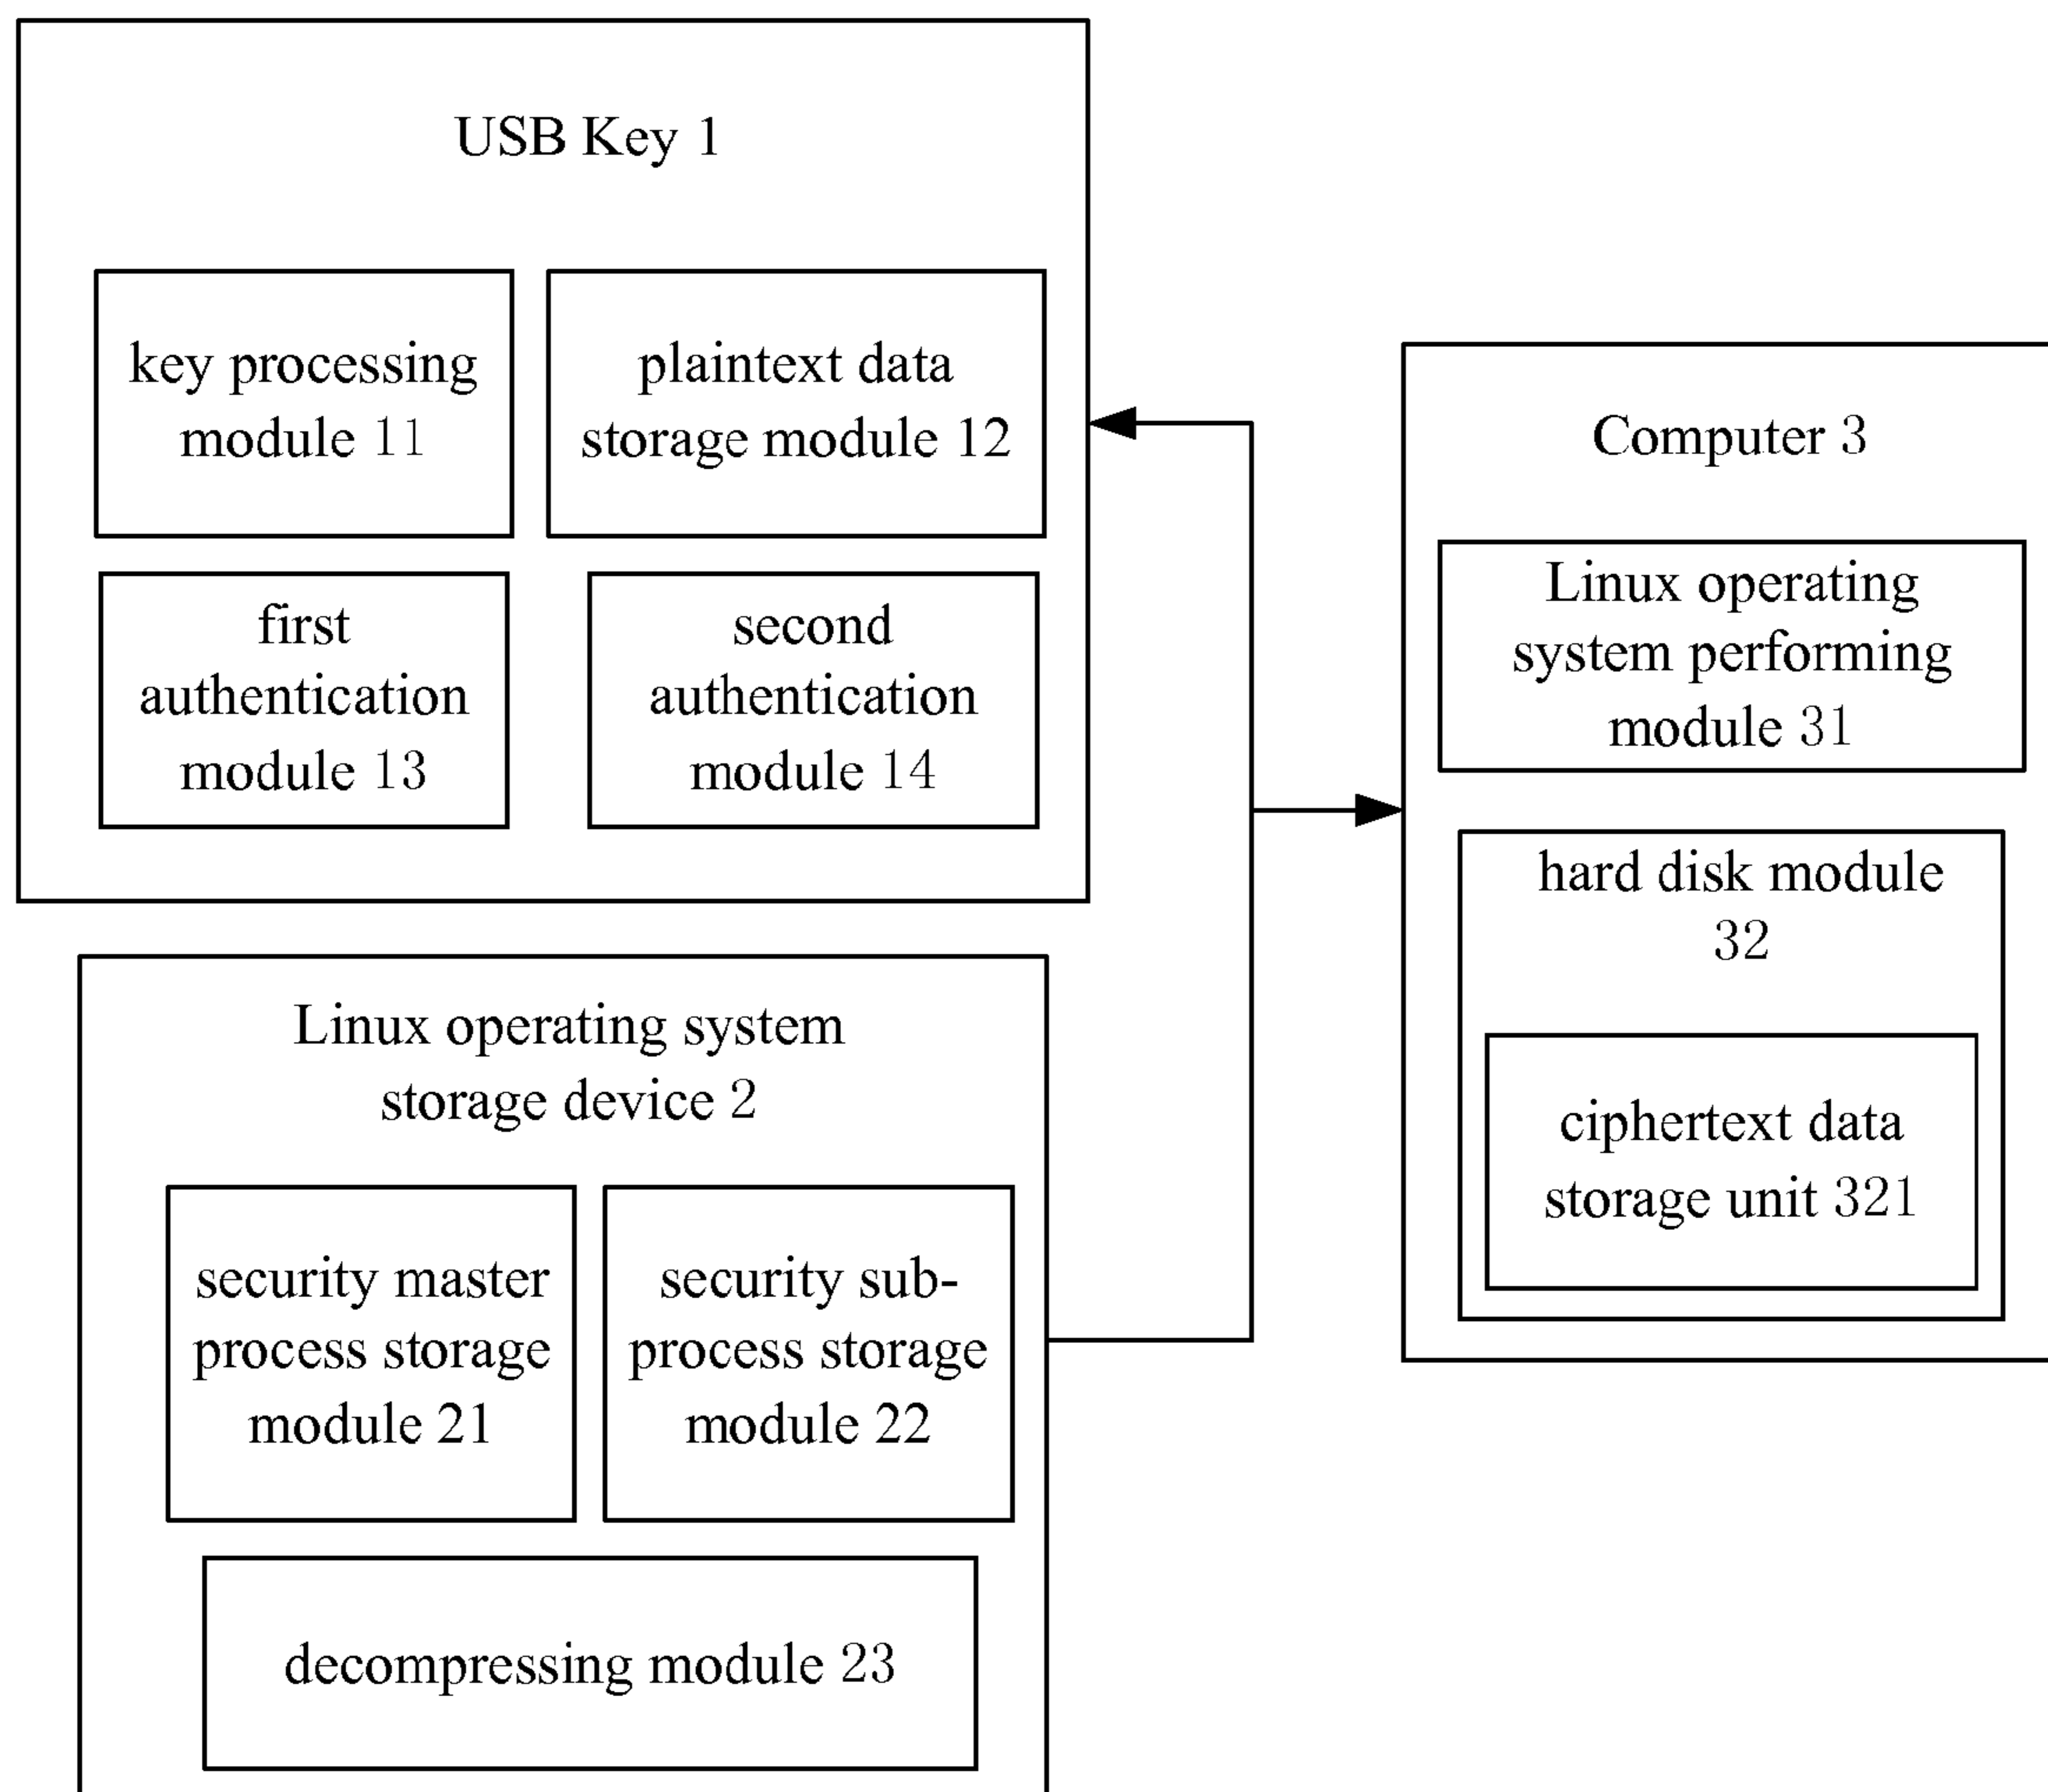 USB Key 1
key processing
module 11
plaintext data
storage module 12
first
authentication
module 13
second
authentication
module 14
Linux operating system
storage device 2
security master
process storage
module 21
security sub-
process storage
module 22
decompressing module 23
Computer 3
Linux operating
system performing
module 31
hard disk module
32
ciphertext data
storage unit 321